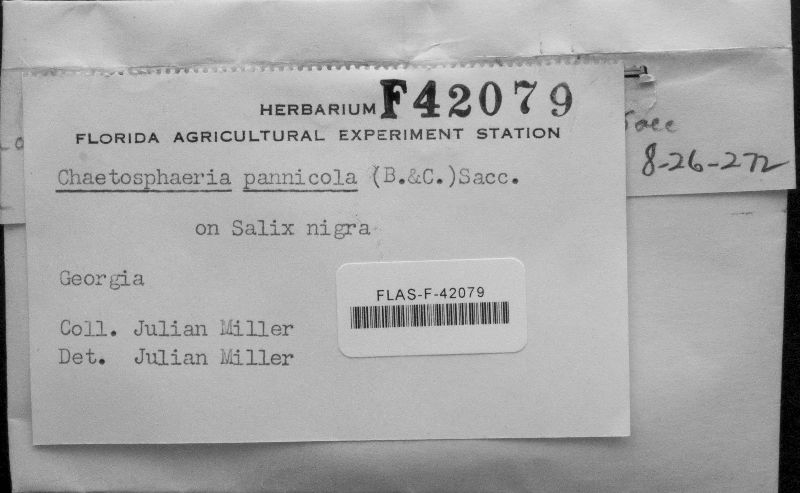 HERBARIUM F42079
FLORIDA AGRICULTURAL EXPERIMENT STATION
Chaetosphaeria pannicola (B.&C.)Sacc.
on Salix nigra
Georgia
FLAS-F-42079
Coll. Julian Miller
Det. Julian Miller
8-26-272